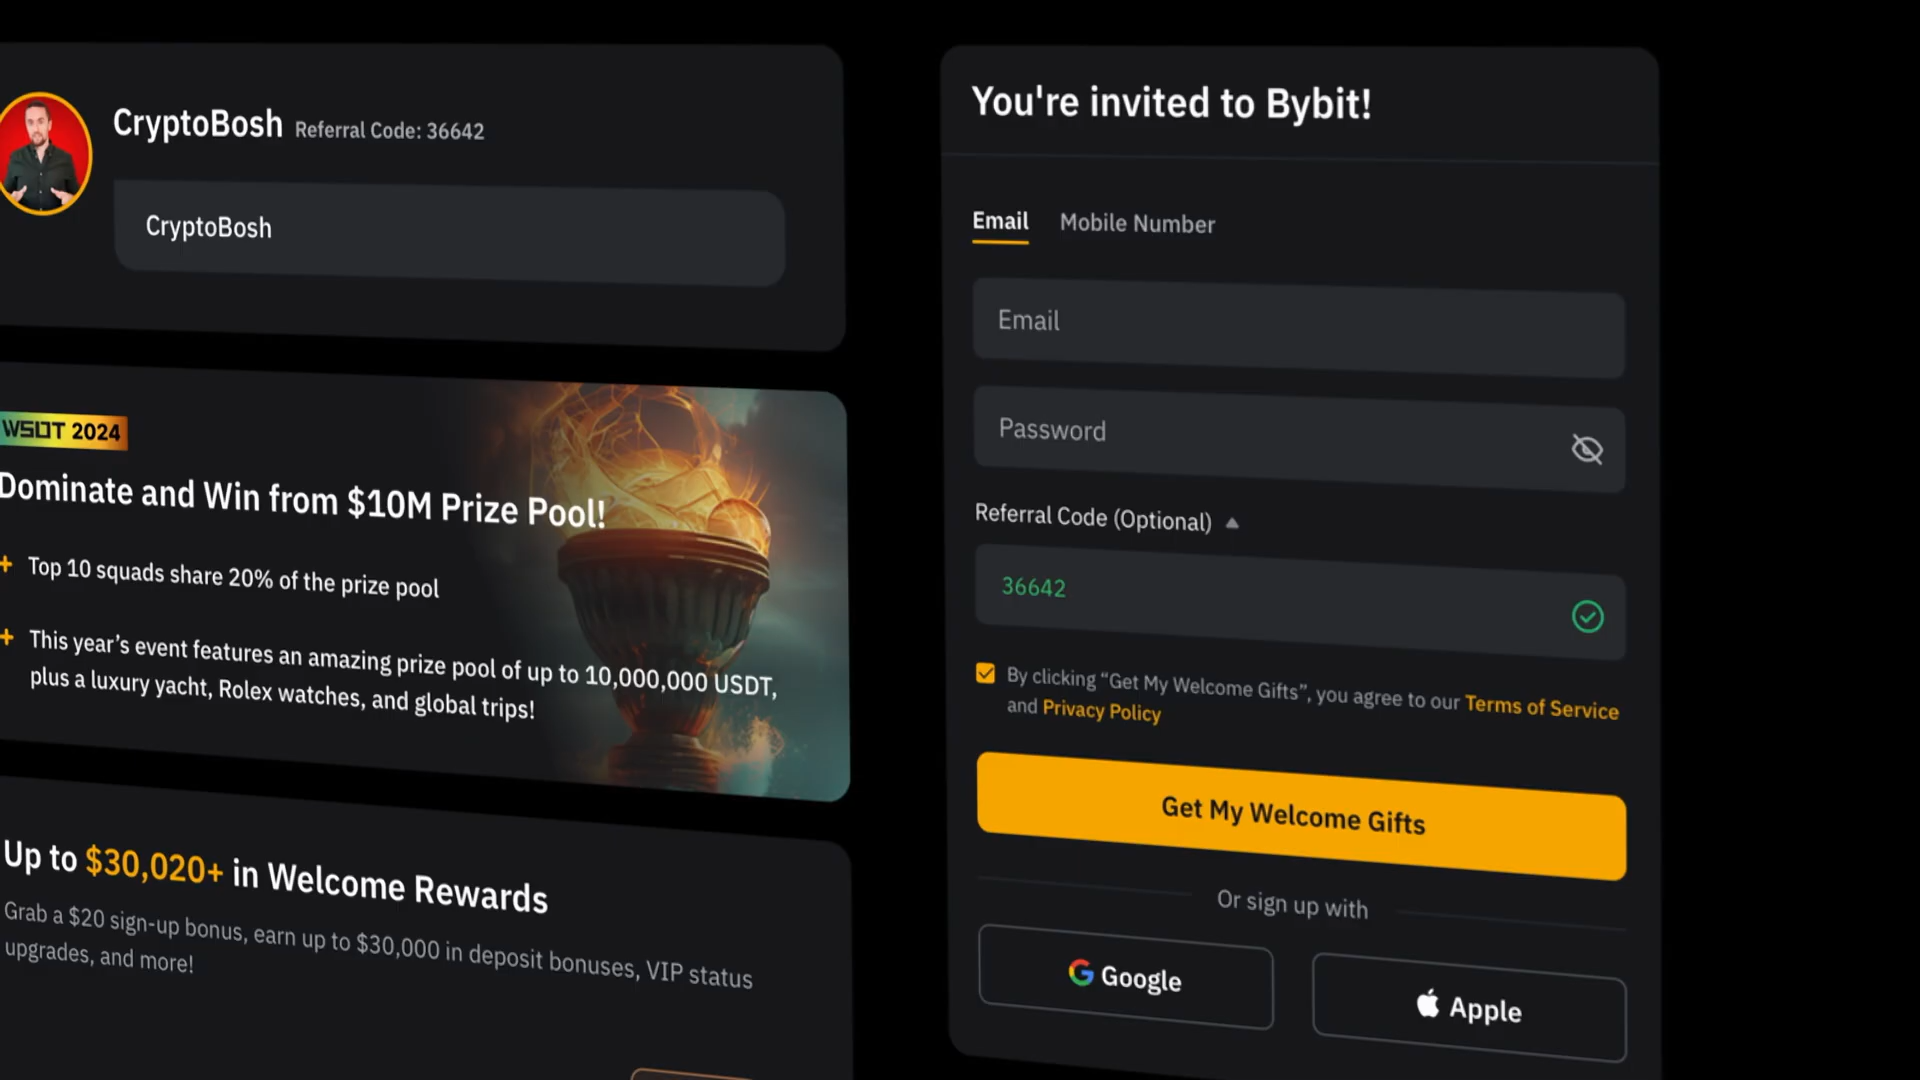 CryptoBosh Referral Code: 36642
CryptoBosh
WSOT 2024
Dominate and Win from $10M Prize Pool!
+ Top 10 squads share 20% of the prize pool
+ This year’s event features an amazing prize pool of up to 10,000,000 USDT,
plus a luxury yacht, Rolex watches, and global trips!
Up to $30,020+ in Welcome Rewards
Grab a $20 sign-up bonus, earn up to $30,000 in deposit bonuses, VIP status
upgrades, and more!
You're invited to Bybit!
Email Mobile Number
Email
Password
Referral Code (Optional)
36642
By clicking “Get My Welcome Gifts”, you agree to our Terms of Service
and Privacy Policy
Get My Welcome Gifts
Or sign up with
Google Apple